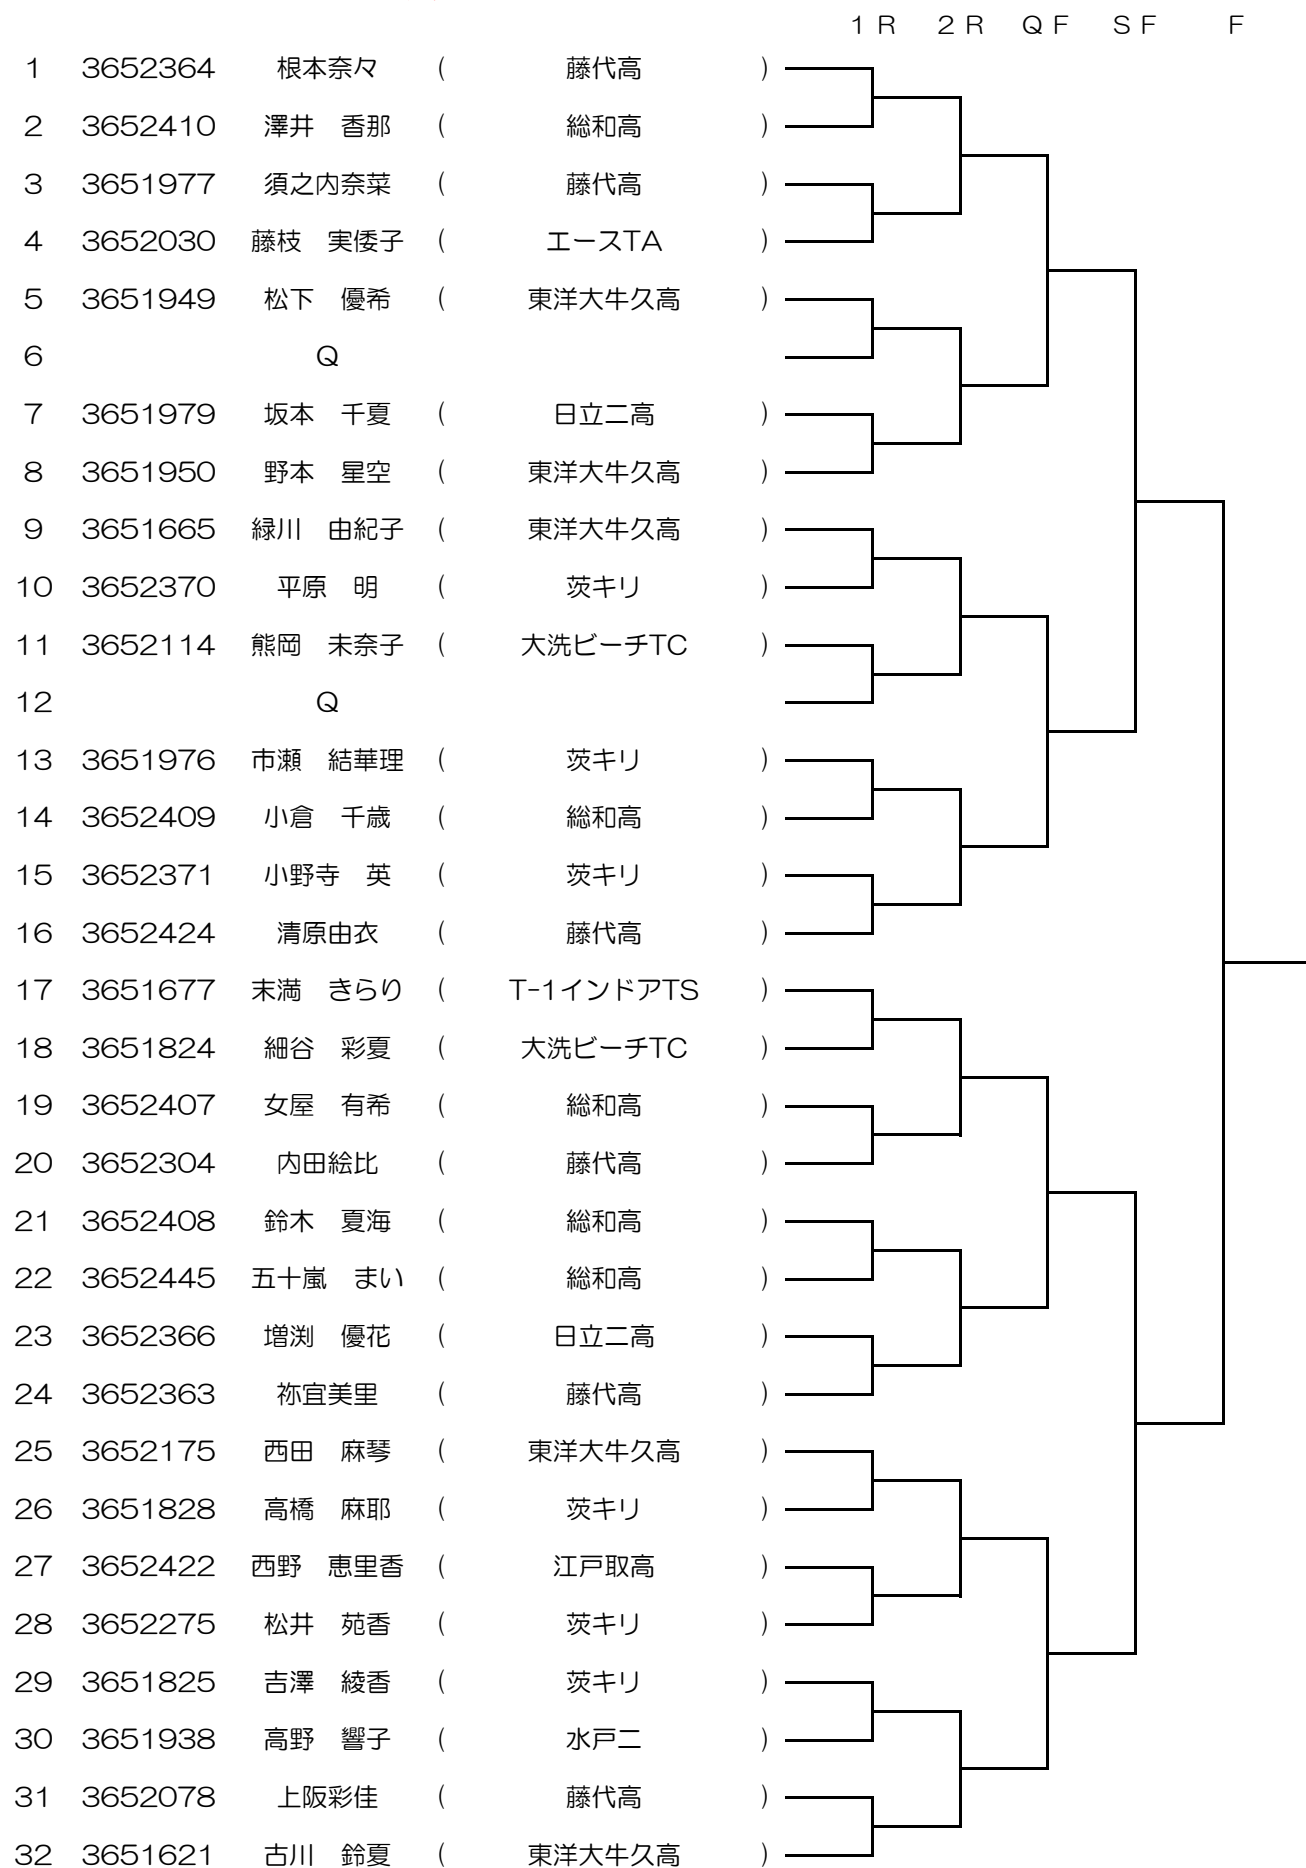 １Ｒ　２Ｒ　ＱＦ　ＳＦ　Ｆ
1 3652364 根本奈々 ( 藤代高 )
2 3652410 澤井　香那 ( 総和高 )
3 3651977 須之内奈菜 ( 藤代高 )
4 3652030 藤枝　実倭子 ( エースTA )
5 3651949 松下　優希 ( 東洋大牛久高 )
6 Q
7 3651979 坂本　千夏 ( 日立二高 )
8 3651950 野本　星空 ( 東洋大牛久高 )
9 3651665 緑川　由紀子 ( 東洋大牛久高 )
10 3652370 平原　明 ( 茨キリ )
11 3652114 熊岡　未奈子 ( 大洗ビーチTC )
12 Q
13 3651976 市瀬　結華理 ( 茨キリ )
14 3652409 小倉　千歳 ( 総和高 )
15 3652371 小野寺　英 ( 茨キリ )
16 3652424 清原由衣 ( 藤代高 )
17 3651677 末満　きらり ( T-1インドアTS )
18 3651824 細谷　彩夏 ( 大洗ビーチTC )
19 3652407 女屋　有希 ( 総和高 )
20 3652304 内田絵比 ( 藤代高 )
21 3652408 鈴木　夏海 ( 総和高 )
22 3652445 五十嵐　まい ( 総和高 )
23 3652366 増渕　優花 ( 日立二高 )
24 3652363 祢宜美里 ( 藤代高 )
25 3652175 西田　麻琴 ( 東洋大牛久高 )
26 3651828 高橋　麻耶 ( 茨キリ )
27 3652422 西野　恵里香 ( 江戸取高 )
28 3652275 松井　苑香 ( 茨キリ )
29 3651825 吉澤　綾香 ( 茨キリ )
30 3651938 高野　響子 ( 水戸二 )
31 3652078 上阪彩佳 ( 藤代高 )
32 3651621 古川　鈴夏 ( 東洋大牛久高 )